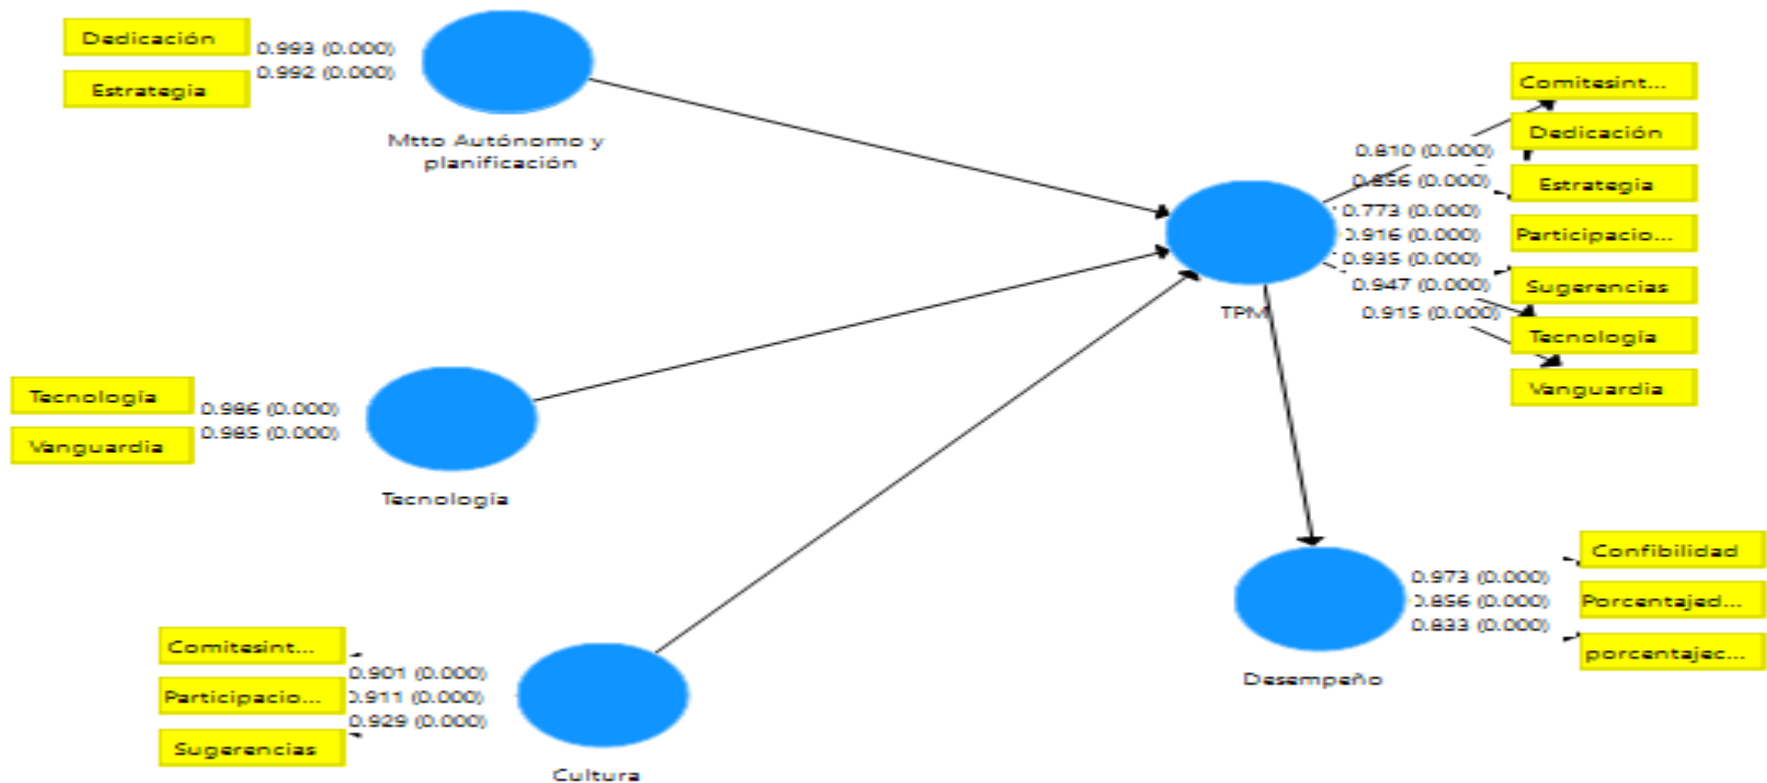 Dedicación
0.993 (0.000)
0.992 (0.000)
Estrategia
Mtto Autónomo y
planificación
Tecnología
0.986 (0.000)
0.985 (0.000)
Vanguardia
Tecnología
Comitesint...
0.901 (0.000)
Participacio...
0.911 (0.000)
0.929 (0.000)
Sugerencias
Cultura
TPM
0.810 (0.000)
0.856 (0.000)
0.773 (0.000)
0.916 (0.000)
0.935 (0.000)
0.947 (0.000)
0.915 (0.000)
Comitesint...
Dedicación
Estrategia
Participacio...
Sugerencias
Tecnología
Vanguardia
Desempeño
0.973 (0.000)
0.856 (0.000)
0.833 (0.000)
Confibilidad
Porcentajed...
porcentajec...